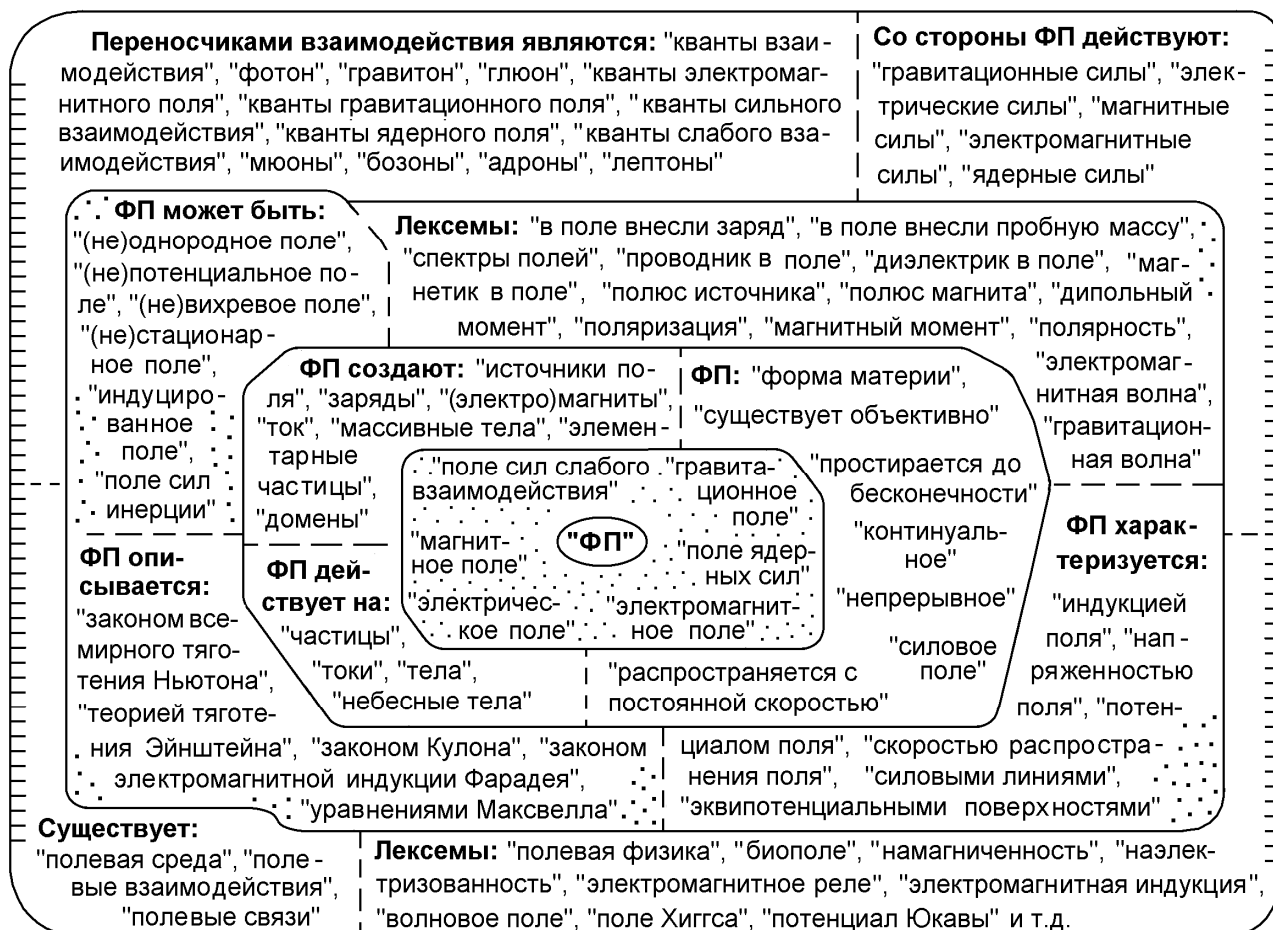 Переносчиками взаимодействия являются: "кванты взаи-
модействия", "фотон", "гравитон", "глюон", "кванты электромаг-
нитного поля", "кванты гравитационного поля", "кванты сильного
взаимодействия", "кванты ядерного поля", "кванты слабого вза-
имодействия", "мюоны", "бозоны", "адроны", "лептоны"
Со стороны ФП действуют:
"гравитационные силы", "элек-
трические силы", "магнитные
силы", "электромагнитные
силы", "ядерные силы"
ФП может быть:
"(не)однородное поле",
"(не)потенциальное по-
ле", "(не)вихревое поле",
"(не)стационар-
ное поле",
"индуциро-
ванное
поле",
"поле сил
инерции"
Лексемы: "в поле внесли заряд", "в поле внесли пробную массу",
"спектры полей", "проводник в поле", "диэлектрик в поле", "маг-
нетик в поле", "полюс источника", "полюс магнита", "дипольный
момент", "поляризация", "магнитный момент", "полярность",
"электромаг-
нитная волна",
"гравитацион-
ная волна"
ФП создают: "источники по-
ля", "заряды", "(электро)магниты",
"ток", "массивные тела", "элемен-
тарные
частицы",
"домены"
ФП: "форма материи",
"существует объективно"
"простирается до
бесконечности"
"континуаль-
ное"
"непрерывное"
"силовое
поле"
"распространяется с
постоянной скоростью"
"поле сил слабого
взаимодействия"
"гравита-
ционное
поле"
"магнит-
ное поле"
"ФП"
"поле ядер-
ных сил"
"электричес-
кое поле"
"электромагнит-
ное поле"
ФП дей-
ствует на:
"частицы",
"токи", "тела",
"небесные тела"
ФП опи-
сывается:
"законом все-
мирного тяго-
тения Ньютона",
"теорией тяготе-
ния Эйнштейна", "законом Кулона", "законом
электромагнитной индукции Фарадея",
"уравнениями Максвелла"
ФП харак-
теризуется:
"индукцией
поля", "нап-
ряженностью
поля", "потен-
циалом поля", "скоростью распростра-
нения поля", "силовыми линиями",
"эквипотенциальными поверхностями"
Существует:
"полевая среда", "поле-
вые взаимодействия",
"полевые связи"
Лексемы: "полевая физика", "биополе", "намагниченность", "наэлек-
тризованность", "электромагнитное реле", "электромагнитная индукция",
"волновое поле", "поле Хиггса", "потенциал Юкавы" и т.д.